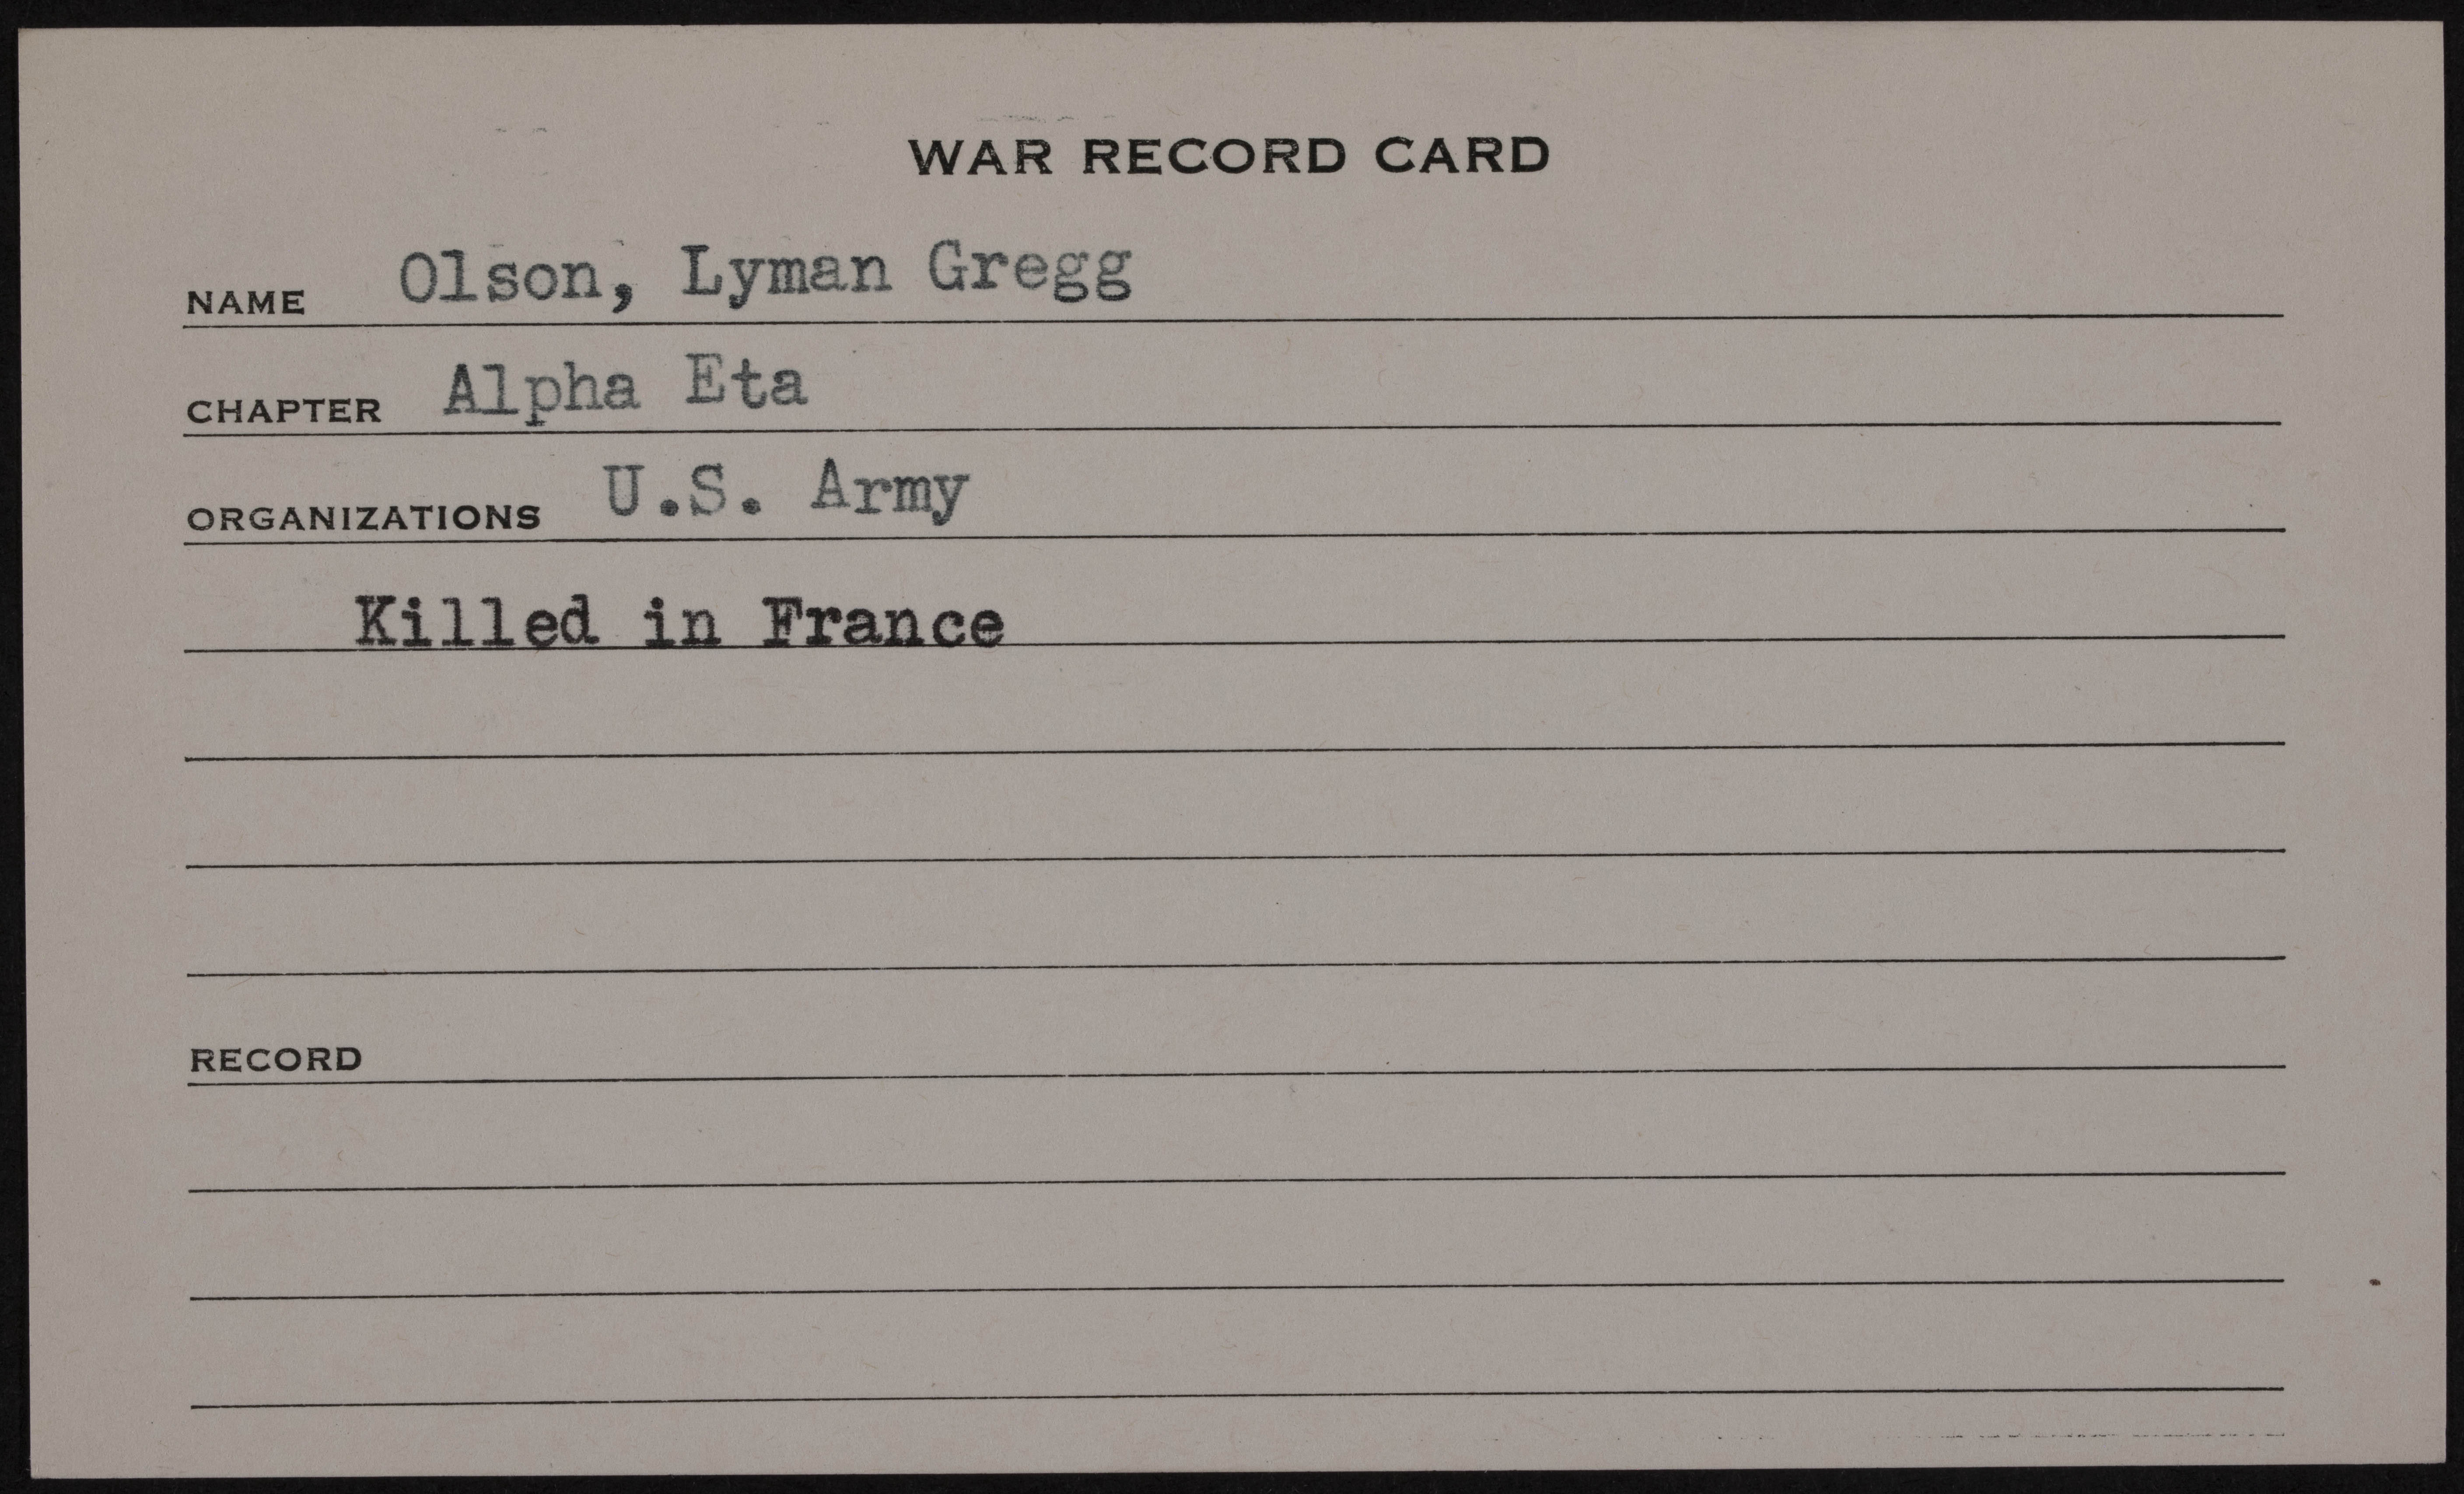 WAR RECORD CARD
NAME Olson, Lyman Gregg
CHAPTER Alpha Eta
ORGANIZATIONS U.S. Army
Killed in France
RECORD